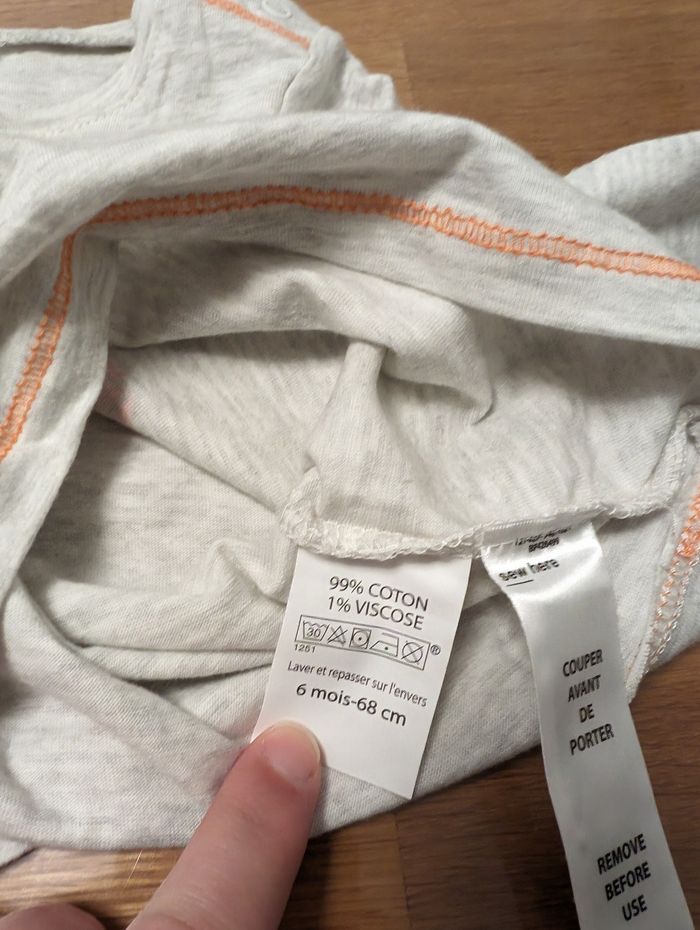 99% COTON
1% VISCOSE
30
®
1251
Laver et repasser sur l'envers
6 mois-68 cm
sew here
COUPER
AVANT
DE
PORTER
REMOVE
BEFORE
USE